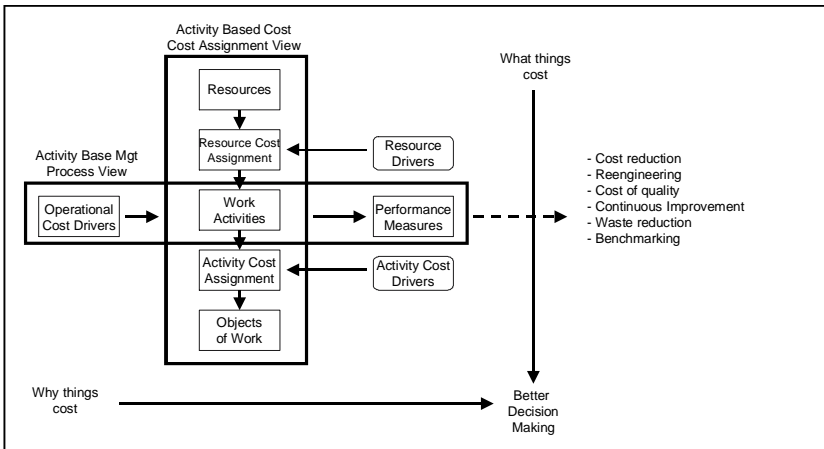 Activity Based Cost
Cost Assignment View
What things
cost
Resources
Resource Cost
Assignment
Resource
Drivers
Activity Base Mgt
Process View
- Cost reduction
- Reengineering
- Cost of quality
- Continuous Improvement
- Waste reduction
- Benchmarking
Operational
Cost Drivers
Work
Activities
Performance
Measures
Activity Cost
Assignment
Activity Cost
Drivers
Objects
of Work
Why things
cost
Better
Decision
Making